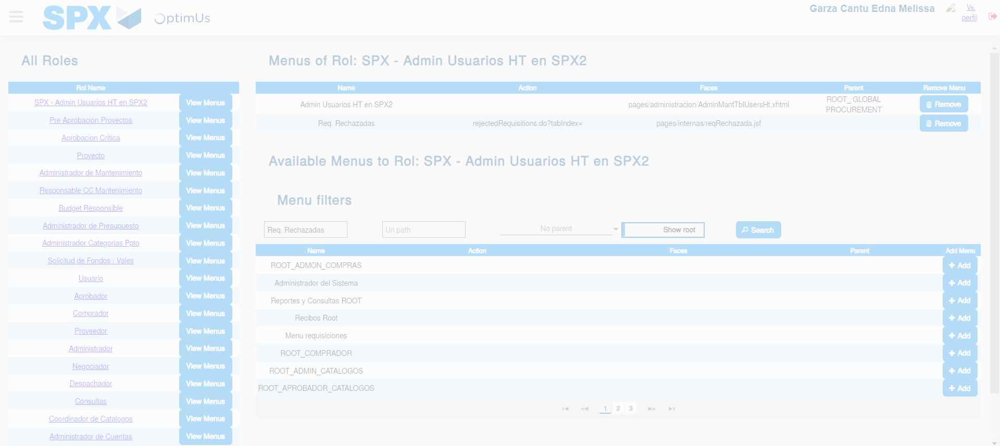 SPX OptimUs
Garza Cantu Edna Melissa
perfil
All Roles
Rol Name
SPX - Admin Usuarios HT en SPX2 View Menus
Pre Aprobacion Proyectos View Menus
Aprobacion Critica View Menus
Proyecto View Menus
Administrador de Mantenimiento View Menus
Responsable CC Mantenimiento View Menus
Budget Responsible View Menus
Administrador de Presupuesto View Menus
Administrador Categorias Ppto View Menus
Solicitud de Fondos / Vales View Menus
Usuario View Menus
Aprobador View Menus
Comprador View Menus
Proveedor View Menus
Administrador View Menus
Negociador View Menus
Despachador View Menus
Consultas View Menus
Coordinador de Catalogos View Menus
Administrador de Cuentas View Menus
Menus of Rol: SPX - Admin Usuarios HT en SPX2
Name Action Faces Parent Remove Menu
Admin Usuarios HT en SPX2 pages/administracion/AdminMantTblUsersHt.xhtml ROOT_ GLOBAL PROCUREMENT Remove
Req. Rechazadas rejectedRequisitions.do?tabIndex= pages/internas/reqRechazada.jsf Remove
Available Menus to Rol: SPX - Admin Usuarios HT en SPX2
Menu filters
Req. Rechazadas Url path No parent Show root Search
Name Action Faces Parent Add Menu
ROOT_ADMON_COMPRAS Add
Administrador del Sistema Add
Reportes y Consultas ROOT Add
Recibos Root Add
Menu requisiciones Add
ROOT_COMPRADOR Add
ROOT_ADMIN_CATALOGOS Add
ROOT_APROBADOR_CATALOGOS Add
1 2 3